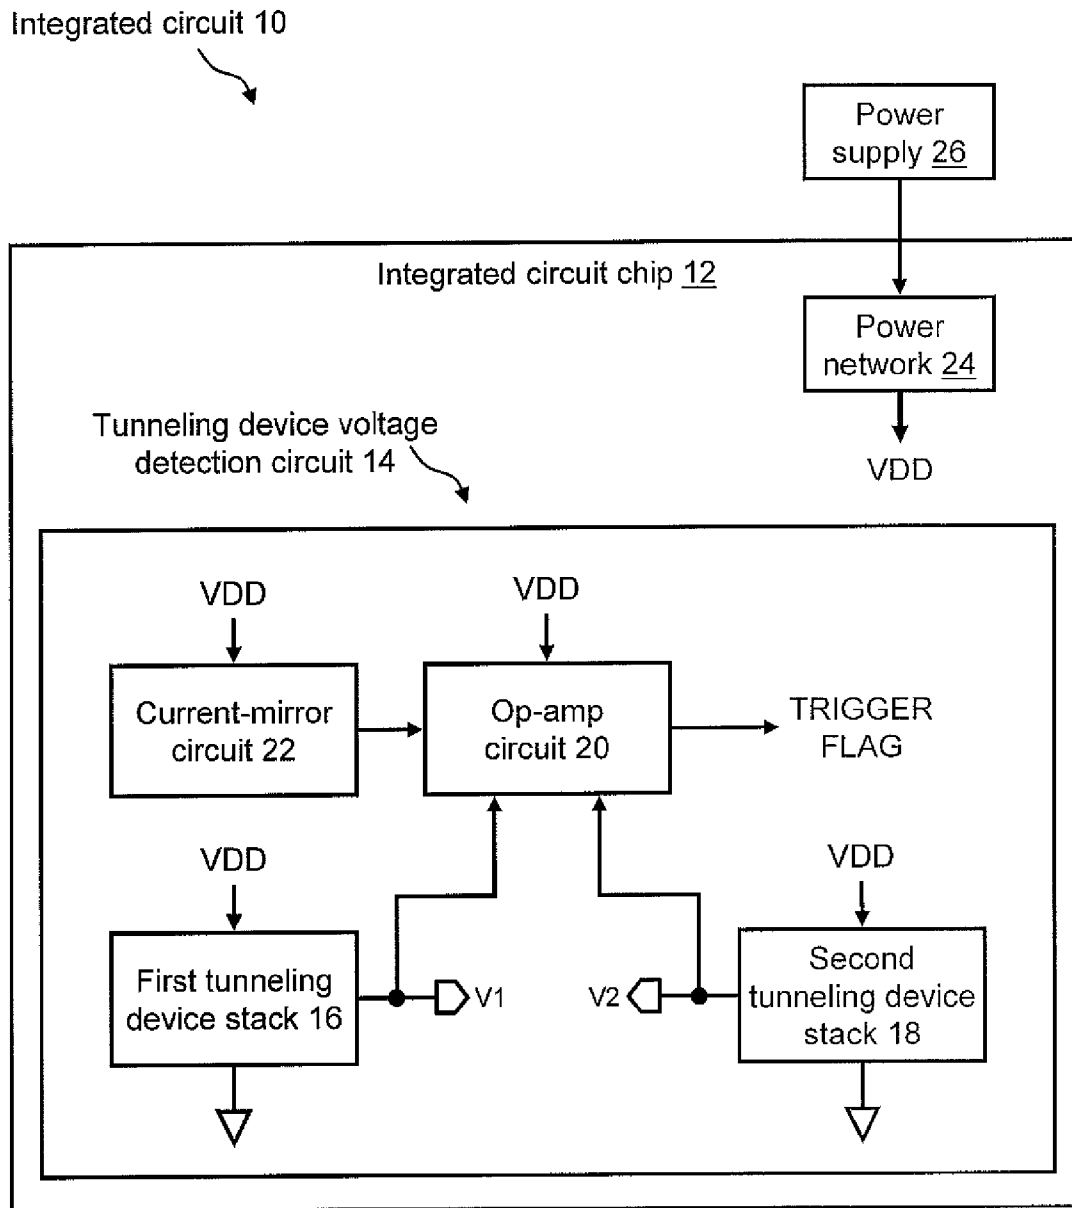 Integrated circuit 10
Power
supply 26
Integrated circuit chip 12
Power
network 24
VDD
Tunneling device voltage
detection circuit 14
VDD
VDD
Current-mirror
circuit 22
Op-amp
circuit 20
TRIGGER
FLAG
VDD
VDD
First tunneling
device stack 16
V1
V2
Second
tunneling device
stack 18